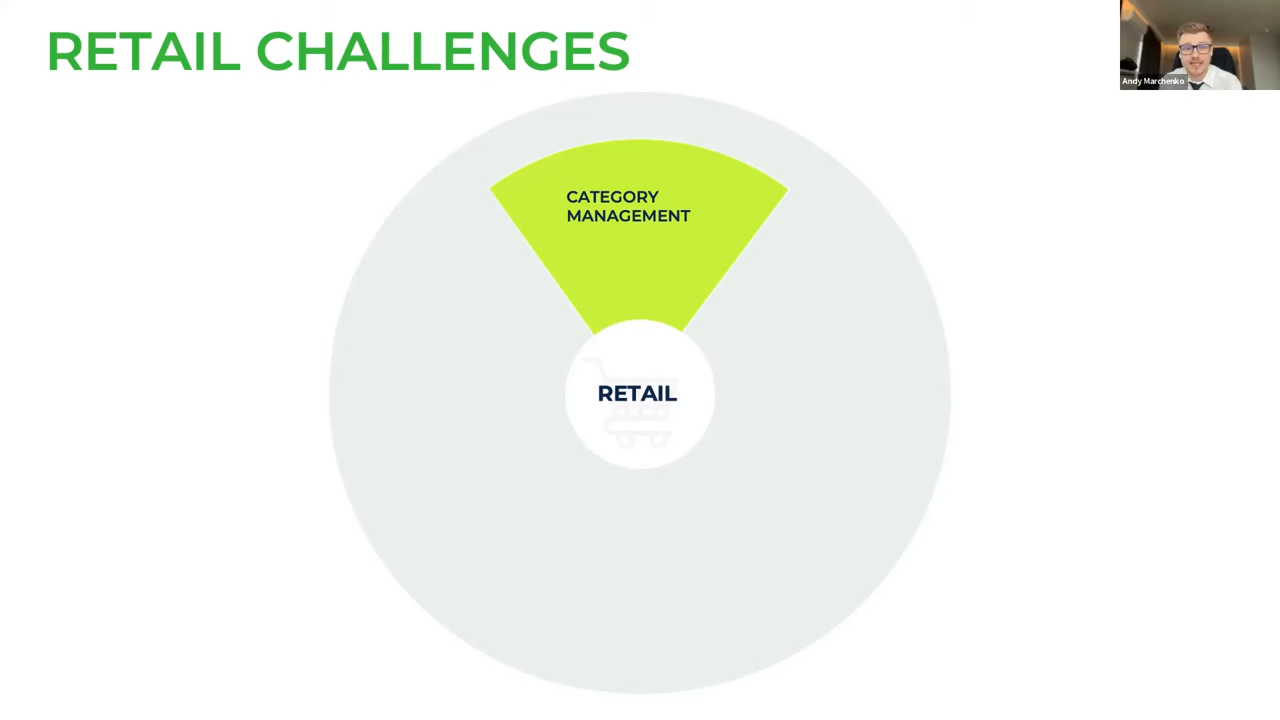 RETAIL CHALLENGES
Andy Marchenko
CATEGORY
MANAGEMENT
RETAIL